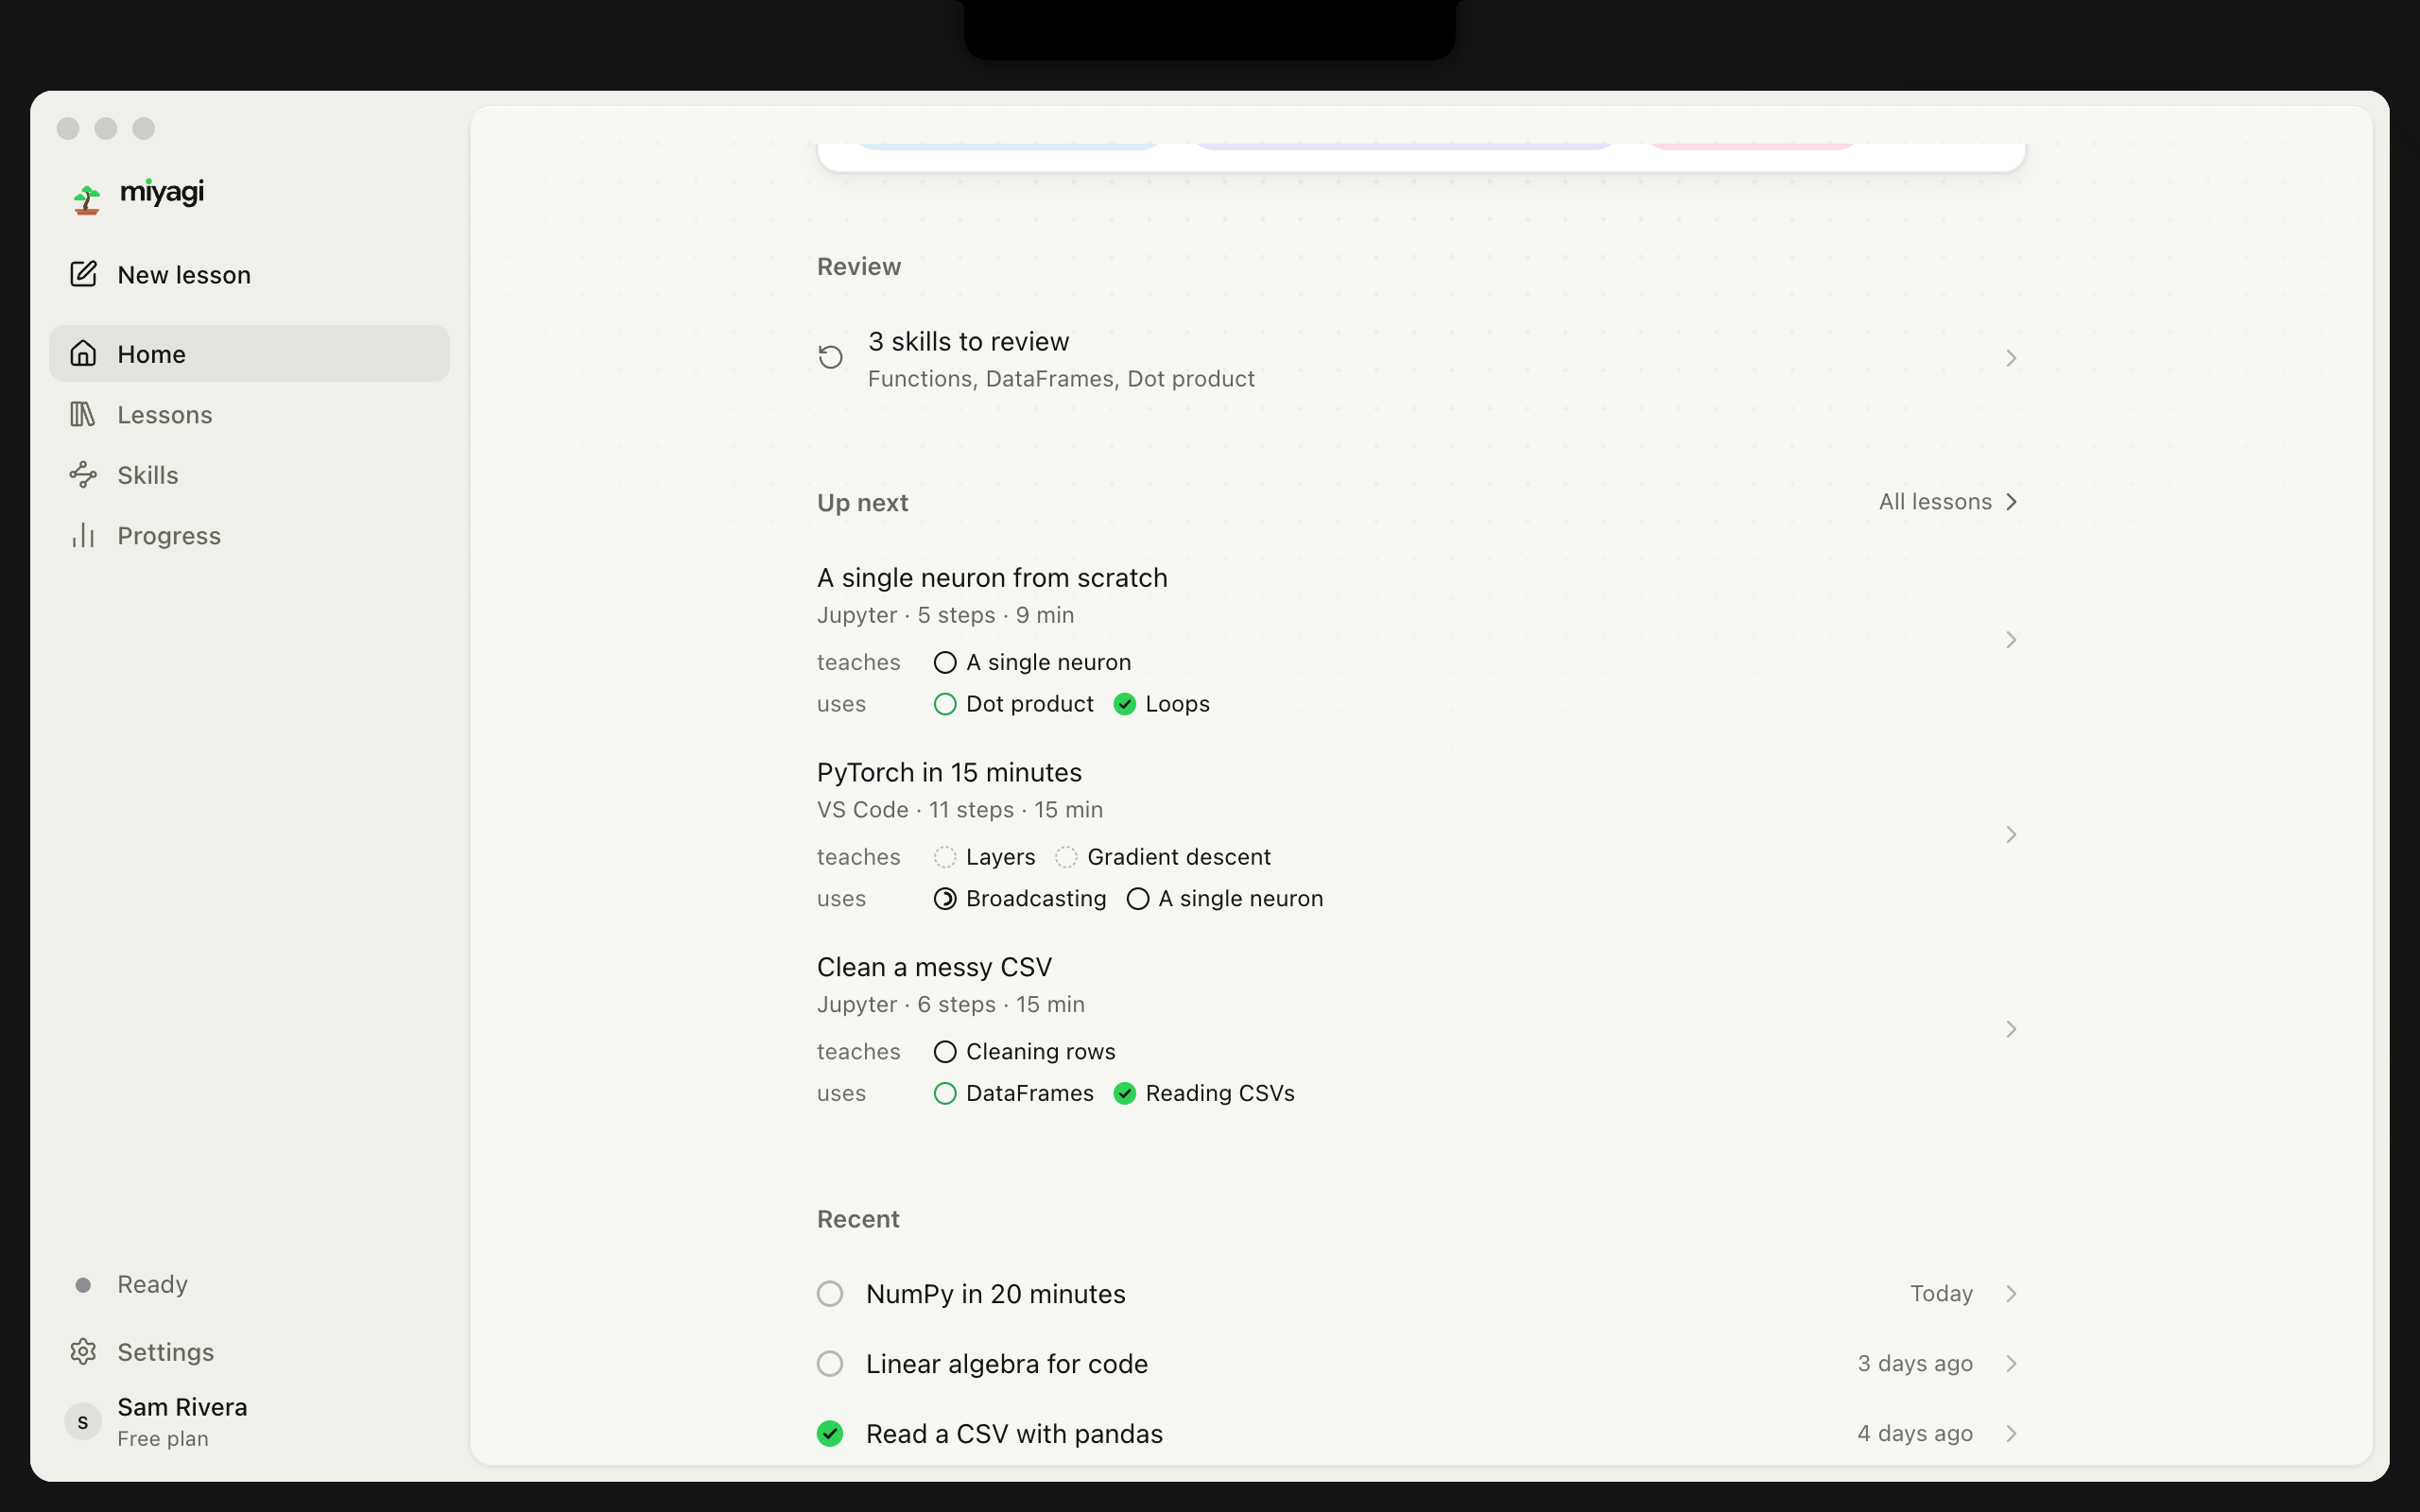 miyagi
New lesson
Home
Lessons
Skills
Progress
Ready
Settings
S
Sam Rivera
Free plan
Review
3 skills to review
Functions, DataFrames, Dot product
Up next
All lessons
A single neuron from scratch
Jupyter · 5 steps · 9 min
teaches A single neuron
uses Dot product Loops
PyTorch in 15 minutes
VS Code · 11 steps · 15 min
teaches Layers Gradient descent
uses Broadcasting A single neuron
Clean a messy CSV
Jupyter · 6 steps · 15 min
teaches Cleaning rows
uses DataFrames Reading CSVs
Recent
NumPy in 20 minutes Today
Linear algebra for code 3 days ago
Read a CSV with pandas 4 days ago